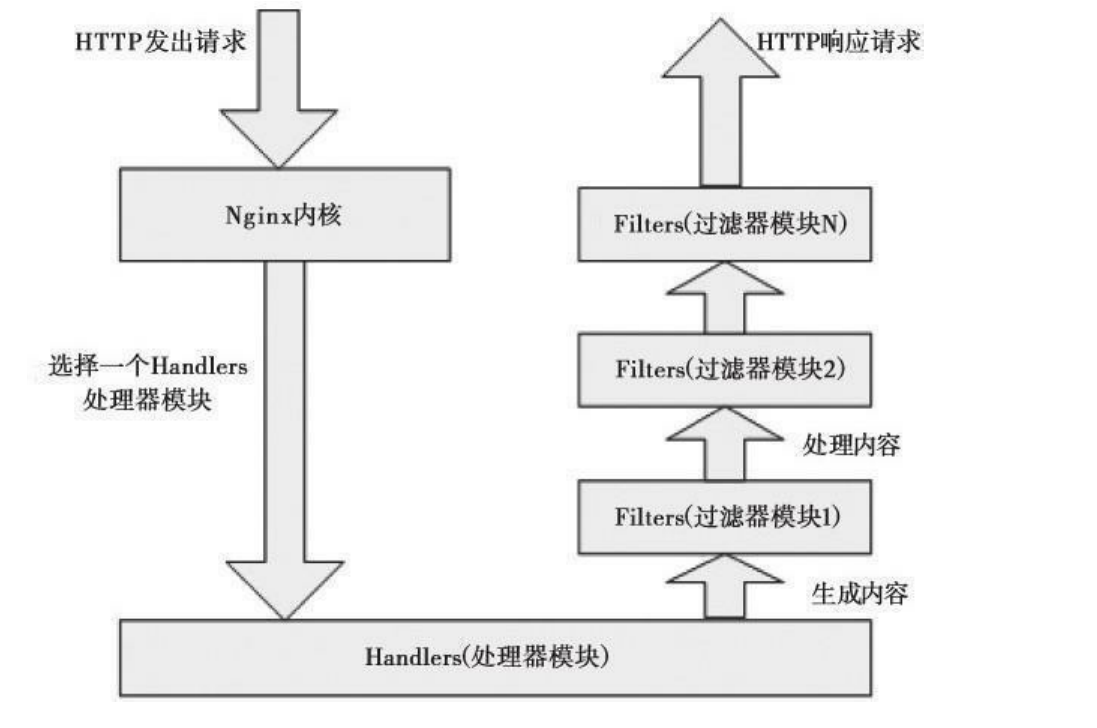 HTTP发出请求
HTTP响应请求
Nginx内核
Filters(过滤器模块N)
选择一个Handlers
处理器模块
Filters(过滤器模块2)
处理内容
Filters(过滤器模块1)
生成内容
Handlers(处理器模块)